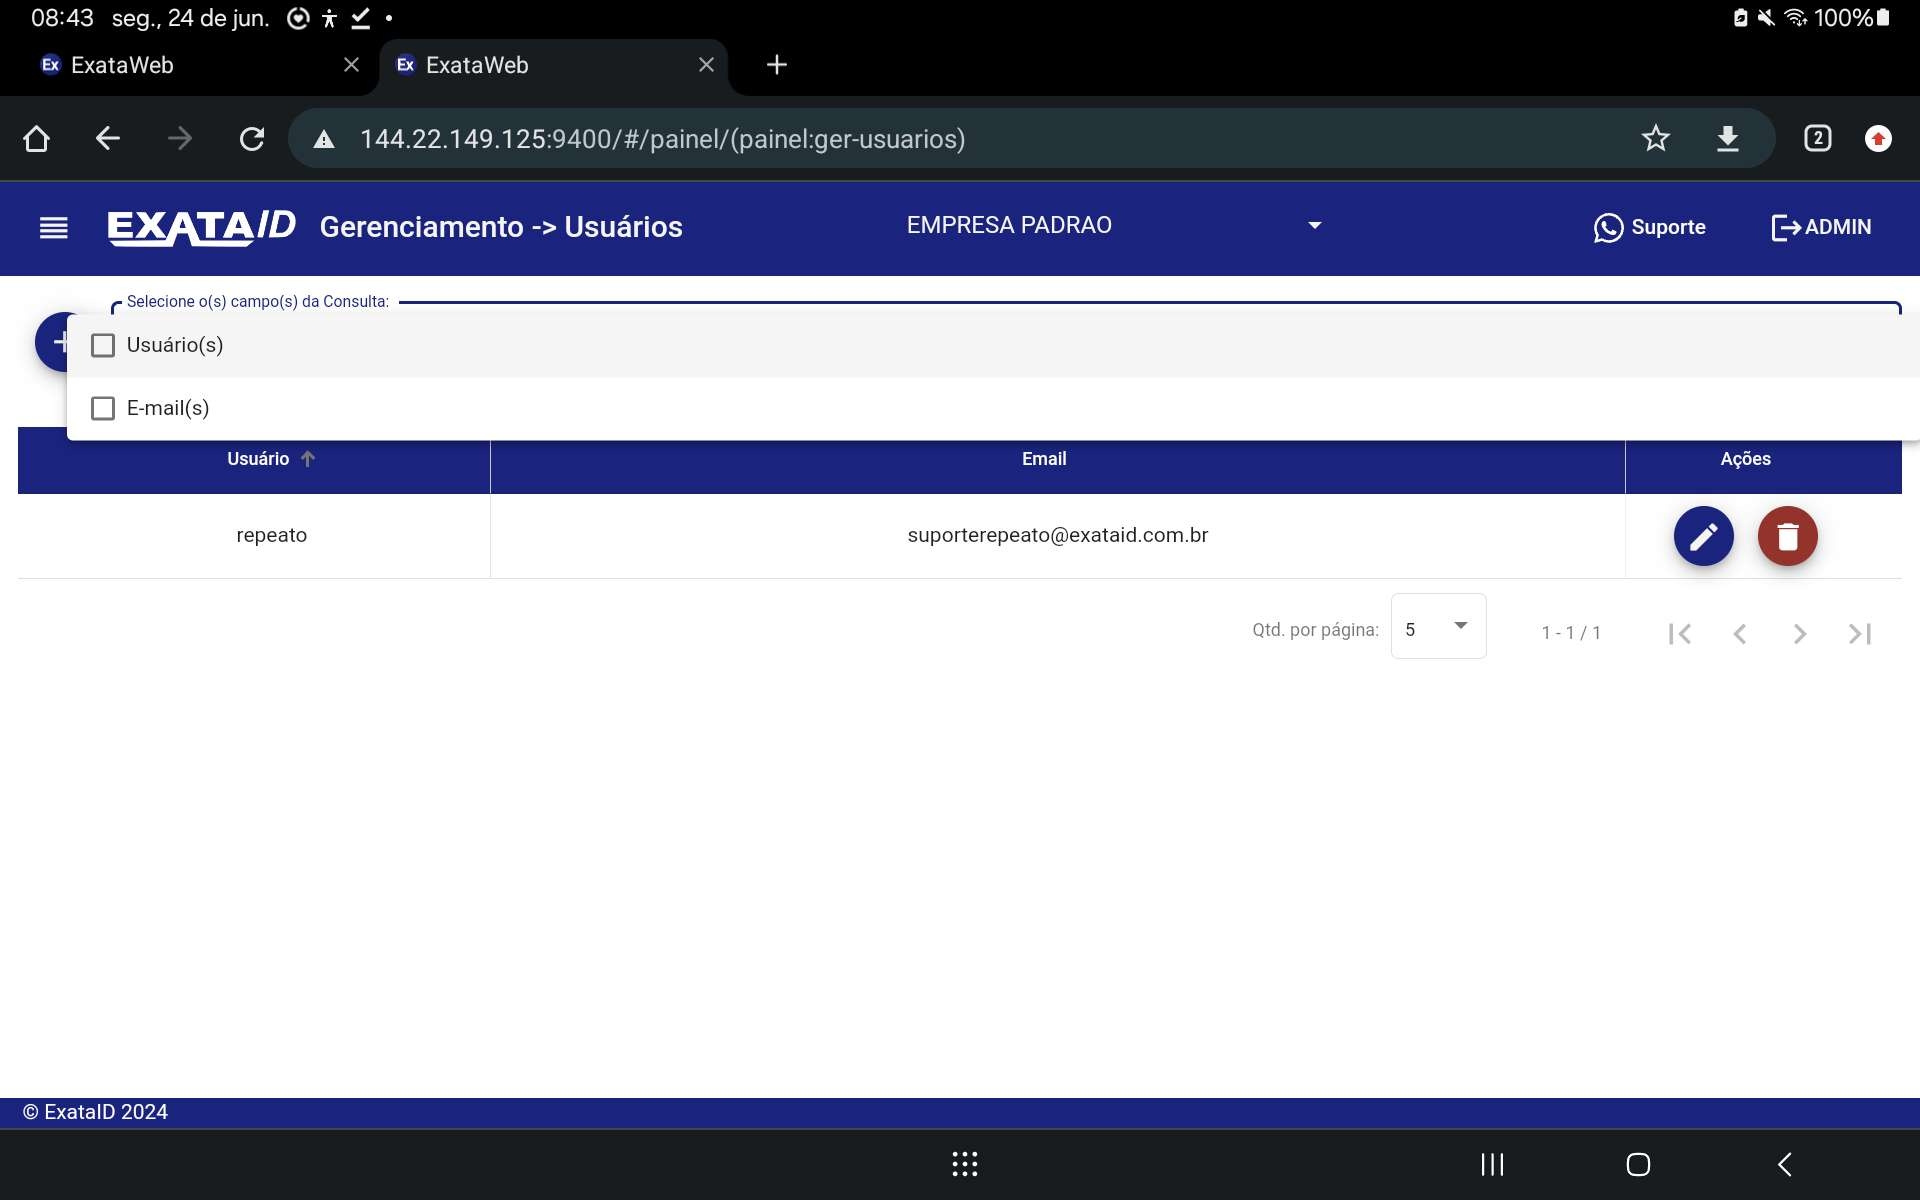 08:43 seg., 24 de jun. 100%
Ex ExataWeb Ex ExataWeb
144.22.149.125:9400/#/painel/(painel:ger-usuarios) 2
EXATAID Gerenciamento -> Usuários EMPRESA PADRAO Suporte ADMIN
Selecione o(s) campo(s) da Consulta:
Usuário(s)
E-mail(s)
Usuário Email Ações
repeato suporterepeato@exataid.com.br
Qtd. por página: 5 1 - 1 / 1
© ExataID 2024